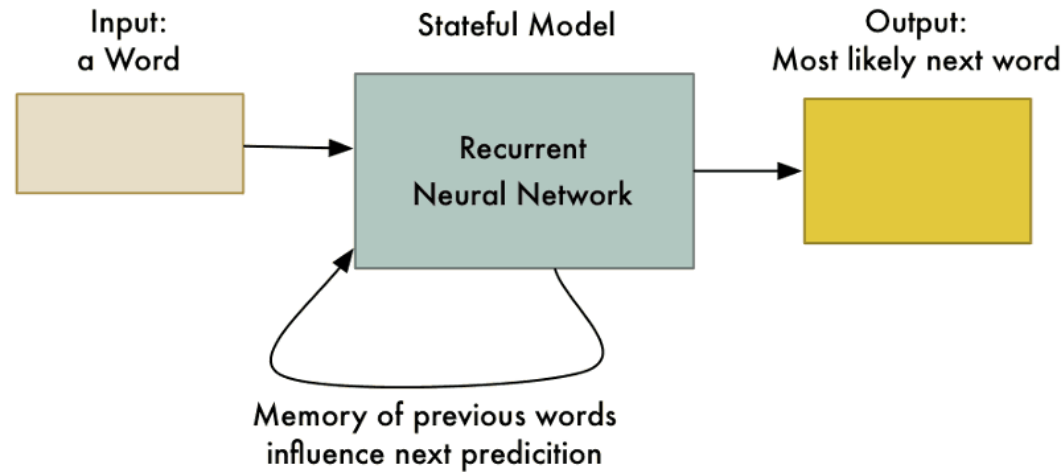 Input:
a Word
Stateful Model
Output:
Most likely next word
Recurrent
Neural Network
Memory of previous words
influence next predicition